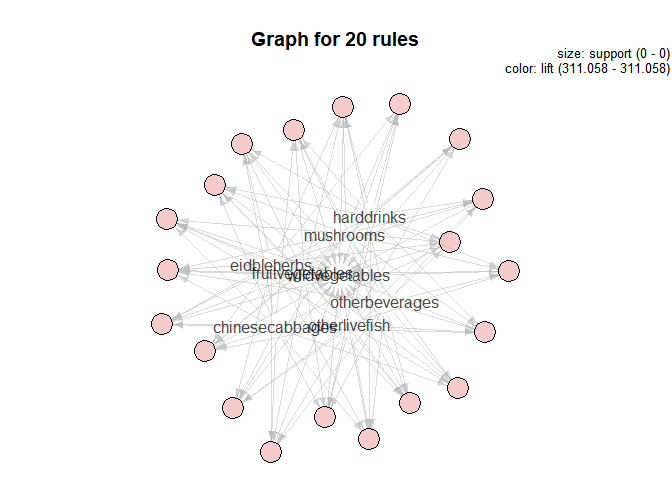 Graph for 20 rules
size: support (0 - 0)
color: lift (311.058 - 311.058)
harddrinks
mushrooms
eidbleherbs
fruitvegetables
wildvegetables
otherbeverages
chinesecabbages
otherlivefish